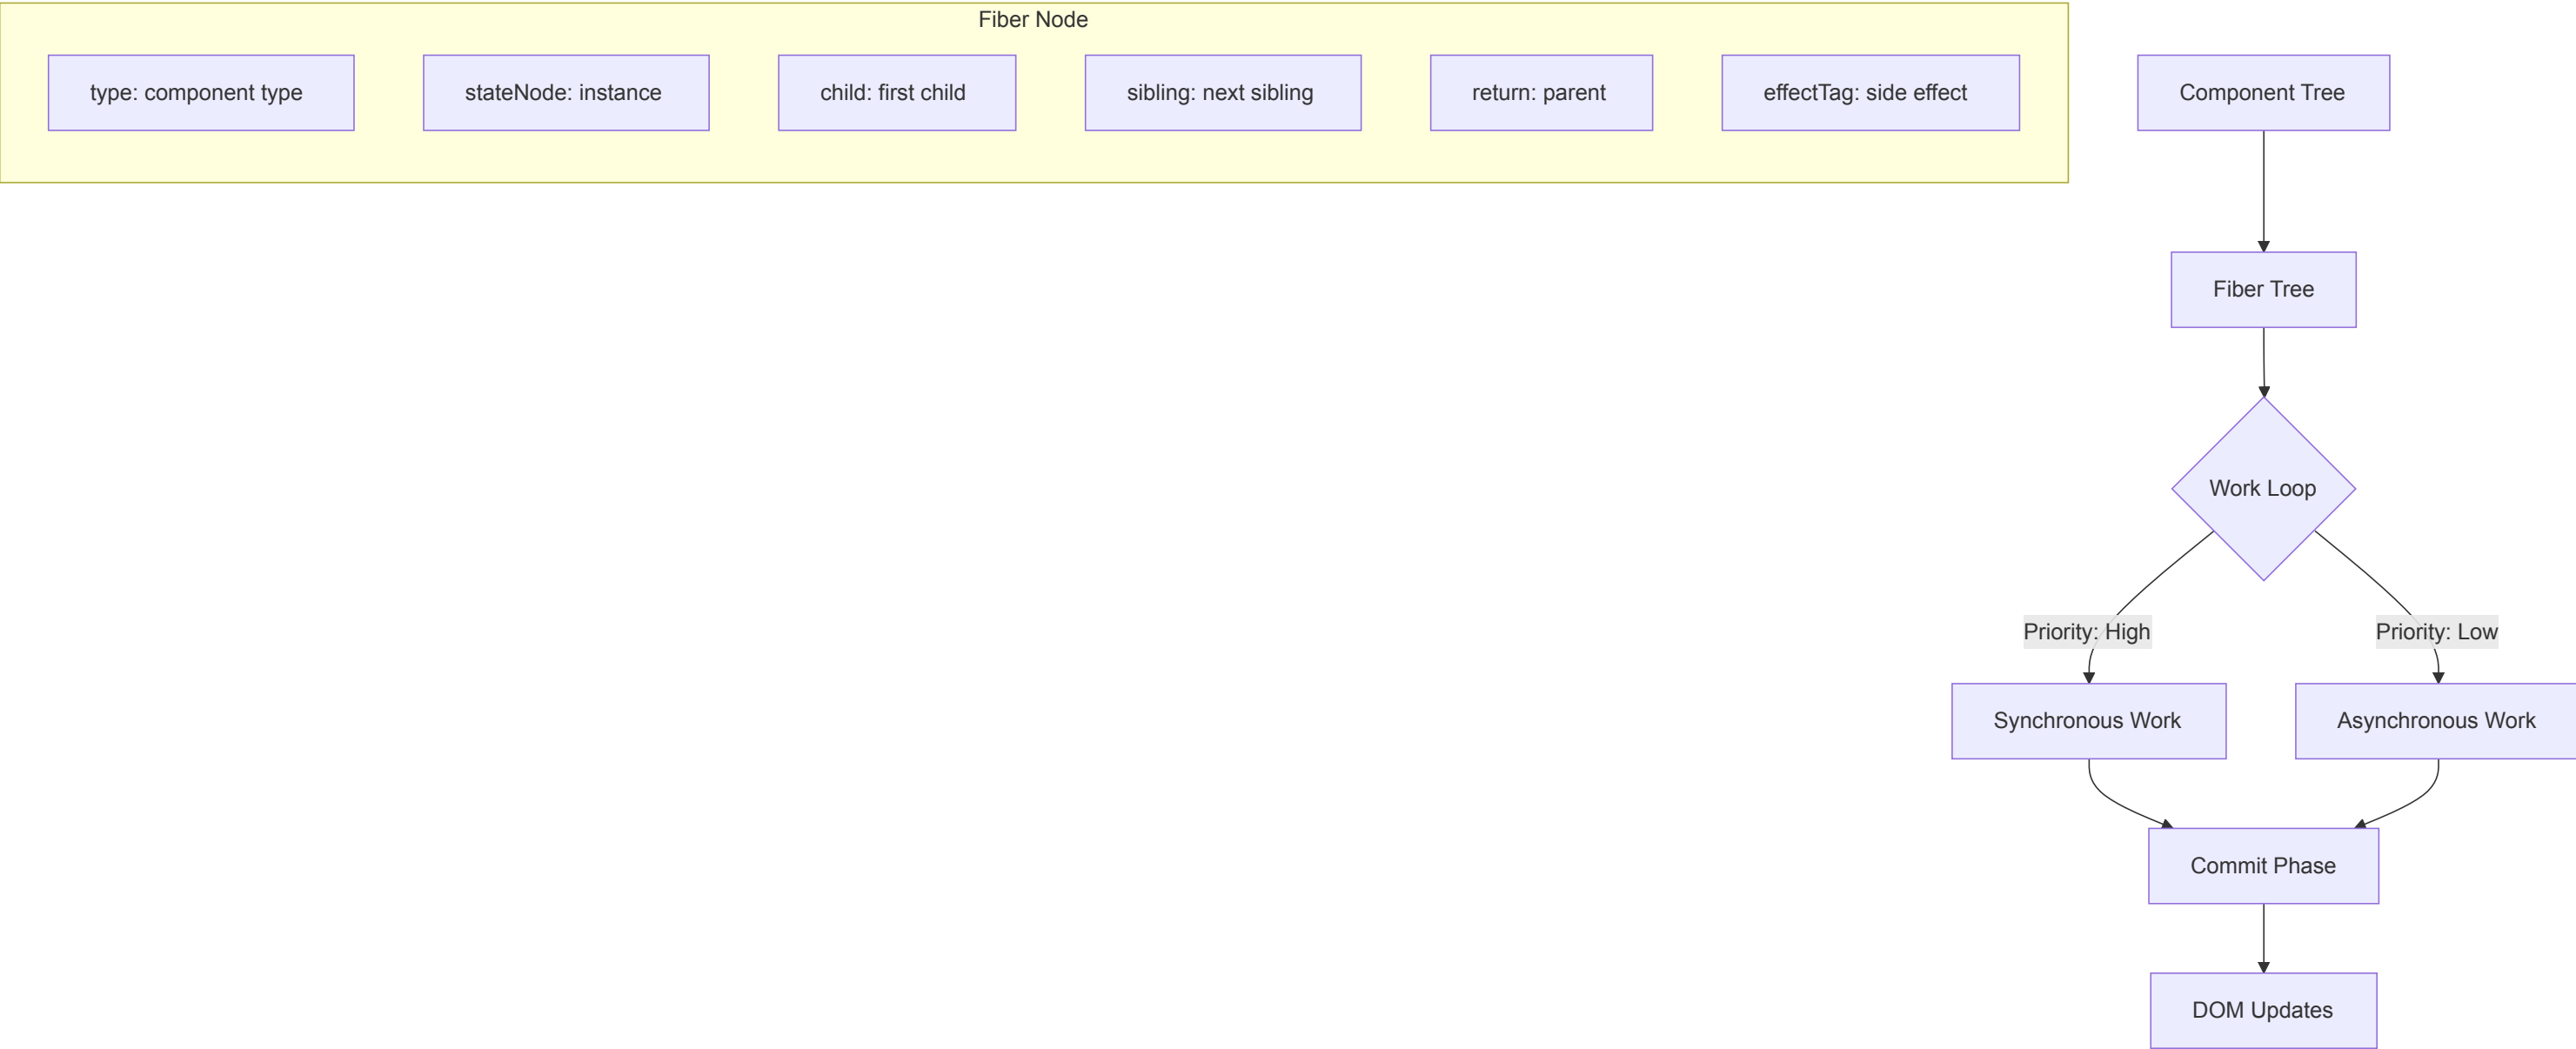 Fiber Node
type: component type
stateNode: instance
child: first child
sibling: next sibling
return: parent
effectTag: side effect
Component Tree
Fiber Tree
Work Loop
Priority: High
Priority: Low
Synchronous Work
Asynchronous Work
Commit Phase
DOM Updates